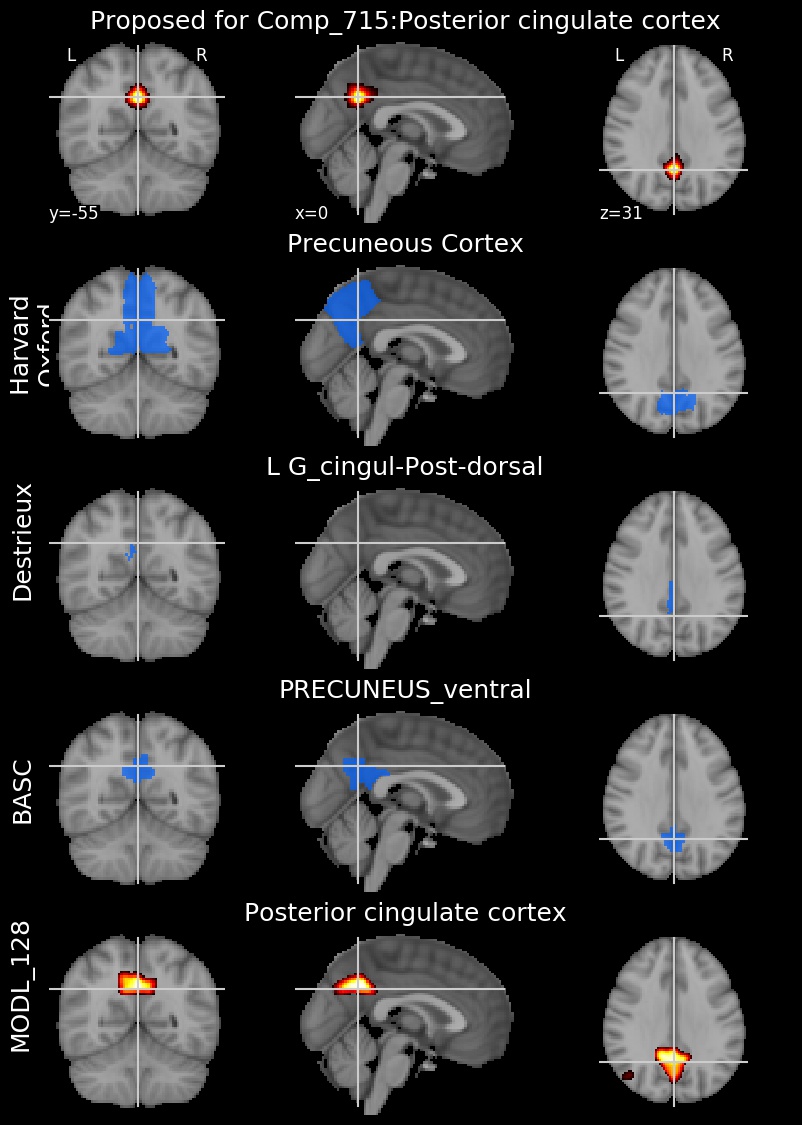 Proposed for Comp_715:Posterior cingulate cortex
L R L R
y=-55 x=0 z=31
Precuneous Cortex
Harvard
Oxford
L G_cingul-Post-dorsal
Destrieux
PRECUNEUS_ventral
BASC
Posterior cingulate cortex
MODL_128